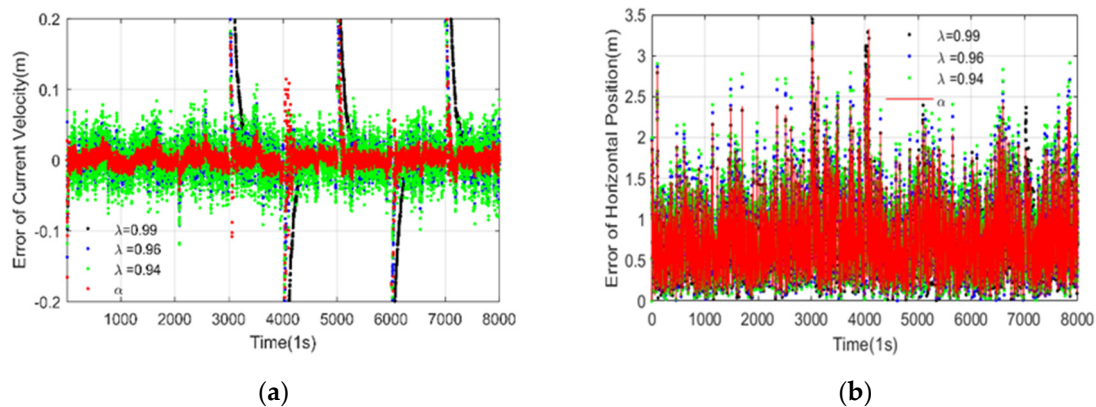 0.2
0.1
0
-0.1
-0.2
Error of Current Velocity(m)
λ=0.99
λ =0.96
λ =0.94
α
1000 2000 3000 4000 5000 6000 7000 8000
Time(1s)
(a)
3.5
3
2.5
2
1.5
1
0.5
0
Error of Horizontal Position(m)
λ=0.99
λ =0.96
λ =0.94
α
0 1000 2000 3000 4000 5000 6000 7000 8000
Time(1s)
(b)